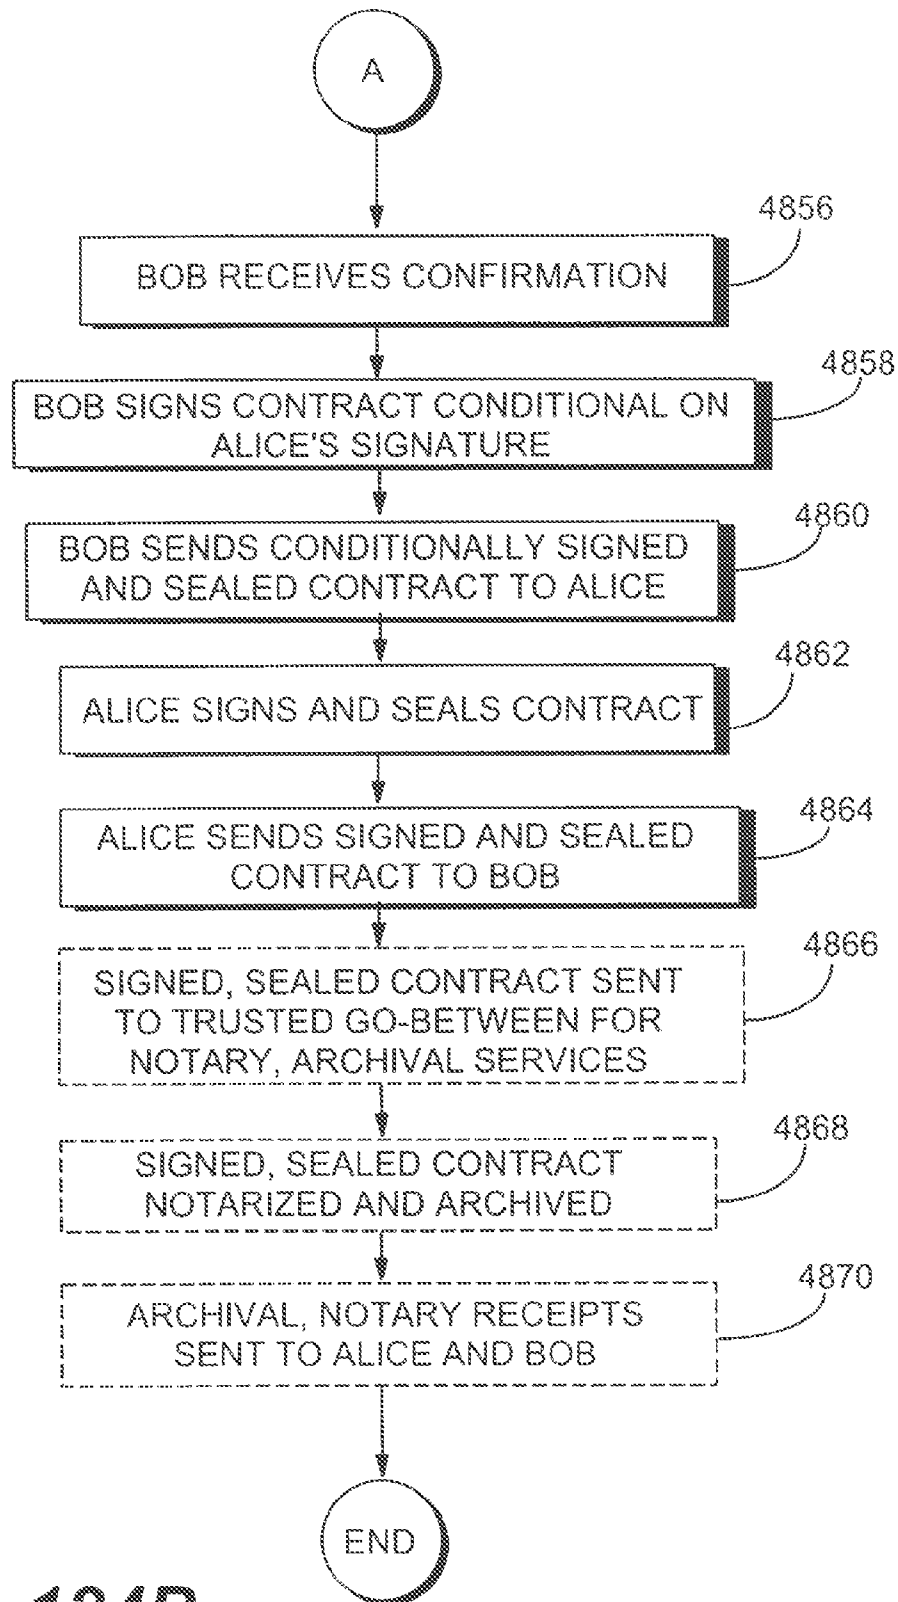 A
4856
BOB RECEIVES CONFIRMATION
4858
BOB SIGNS CONTRACT CONDITIONAL ON
ALICE'S SIGNATURE
4860
BOB SENDS CONDITIONALLY SIGNED
AND SEALED CONTRACT TO ALICE
4862
ALICE SIGNS AND SEALS CONTRACT
4864
ALICE SENDS SIGNED AND SEALED
CONTRACT TO BOB
4866
SIGNED, SEALED CONTRACT SENT
TO TRUSTED GO-BETWEEN FOR
NOTARY, ARCHIVAL SERVICES
4868
SIGNED, SEALED CONTRACT
NOTARIZED AND ARCHIVED
4870
ARCHIVAL, NOTARY RECEIPTS
SENT TO ALICE AND BOB
END